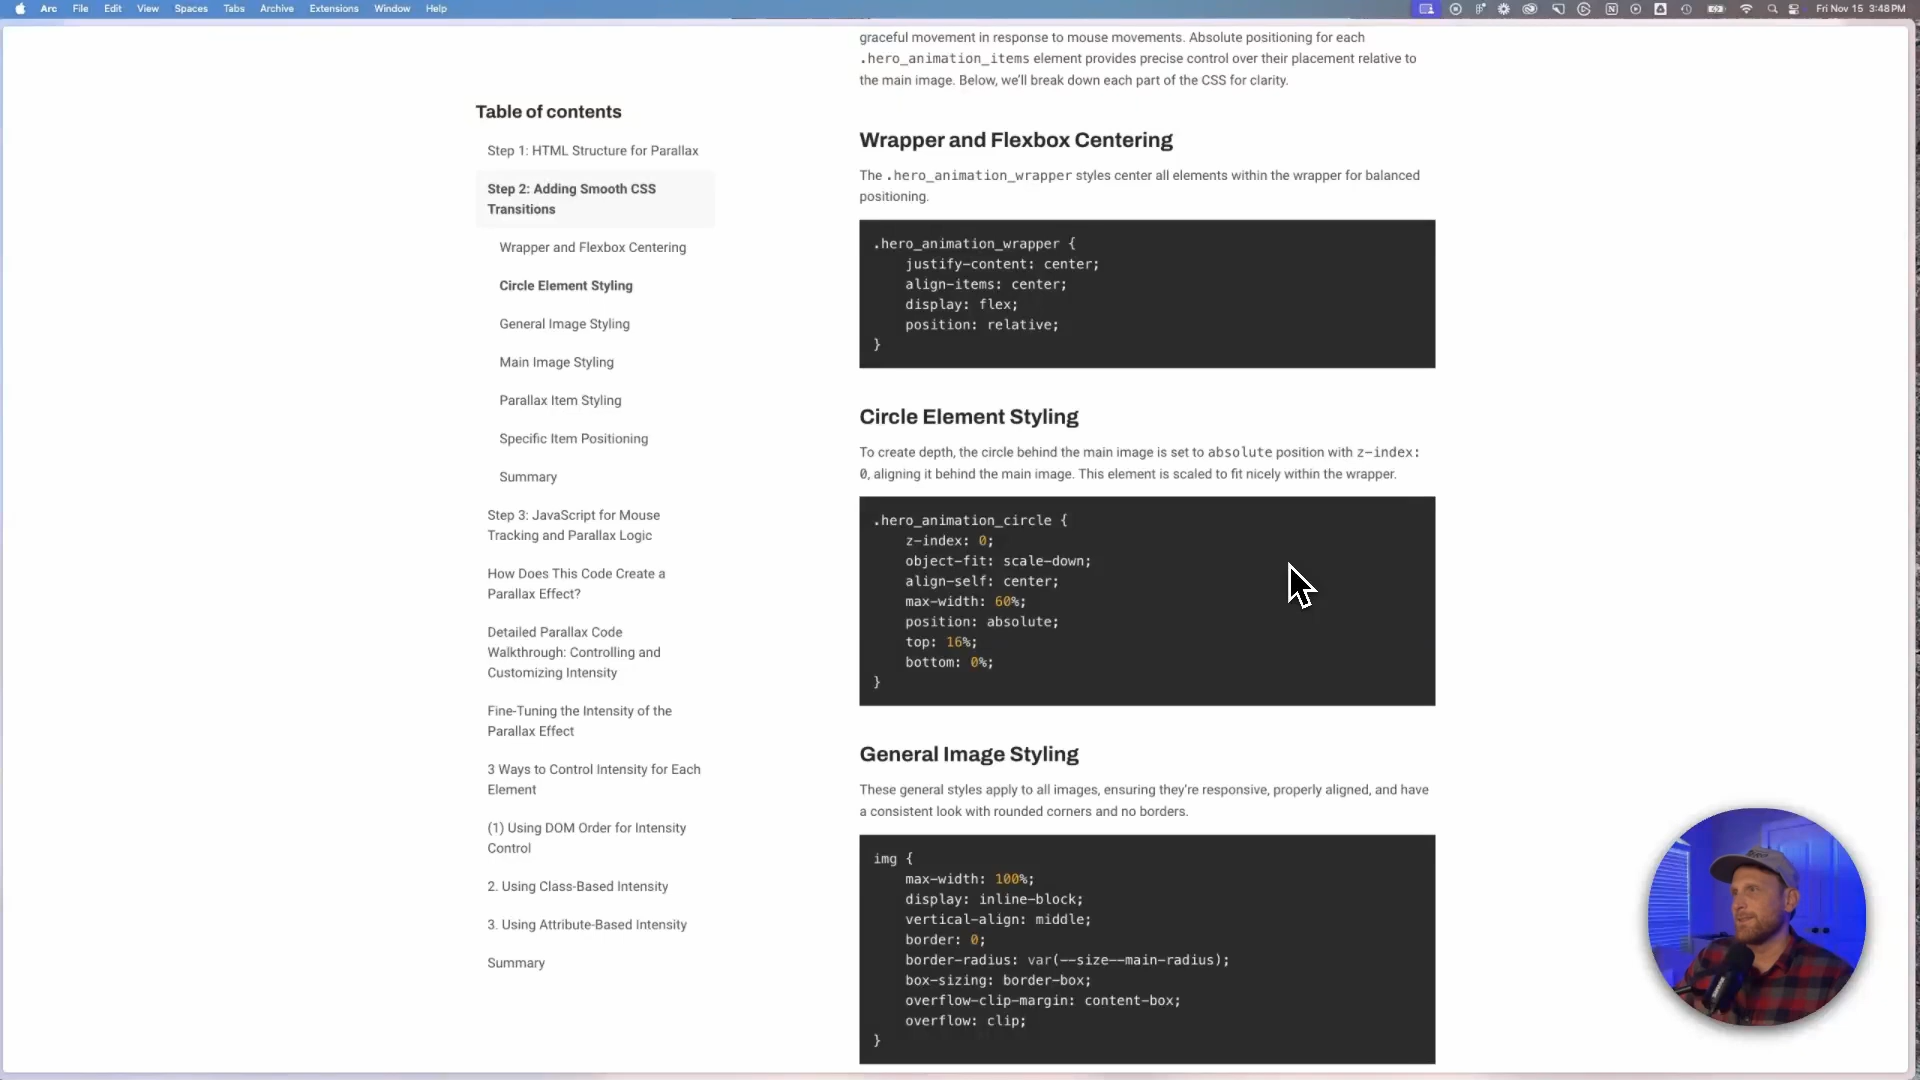 Arc File Edit View Spaces Tabs Archive Extensions Window Help Fri Nov 15 3:48 PM
Table of contents
Step 1: HTML Structure for Parallax
Step 2: Adding Smooth CSS
Transitions
Wrapper and Flexbox Centering
Circle Element Styling
General Image Styling
Main Image Styling
Parallax Item Styling
Specific Item Positioning
Summary
Step 3: JavaScript for Mouse
Tracking and Parallax Logic
How Does This Code Create a
Parallax Effect?
Detailed Parallax Code
Walkthrough: Controlling and
Customizing Intensity
Fine-Tuning the Intensity of the
Parallax Effect
3 Ways to Control Intensity for Each
Element
(1) Using DOM Order for Intensity
Control
2. Using Class-Based Intensity
3. Using Attribute-Based Intensity
Summary
graceful movement in response to mouse movements. Absolute positioning for each
.hero_animation_items element provides precise control over their placement relative to
the main image. Below, we'll break down each part of the CSS for clarity.
Wrapper and Flexbox Centering
The .hero_animation_wrapper styles center all elements within the wrapper for balanced
positioning.
.hero_animation_wrapper {
justify-content: center;
align-items: center;
display: flex;
position: relative;
}
Circle Element Styling
To create depth, the circle behind the main image is set to absolute position with z-index:
0, aligning it behind the main image. This element is scaled to fit nicely within the wrapper.
.hero_animation_circle {
z-index: 0;
object-fit: scale-down;
align-self: center;
max-width: 60%;
position: absolute;
top: 16%;
bottom: 0%;
}
General Image Styling
These general styles apply to all images, ensuring they're responsive, properly aligned, and have
a consistent look with rounded corners and no borders.
img {
max-width: 100%;
display: inline-block;
vertical-align: middle;
border: 0;
border-radius: var(--size--main-radius);
box-sizing: border-box;
overflow-clip-margin: content-box;
overflow: clip;
}